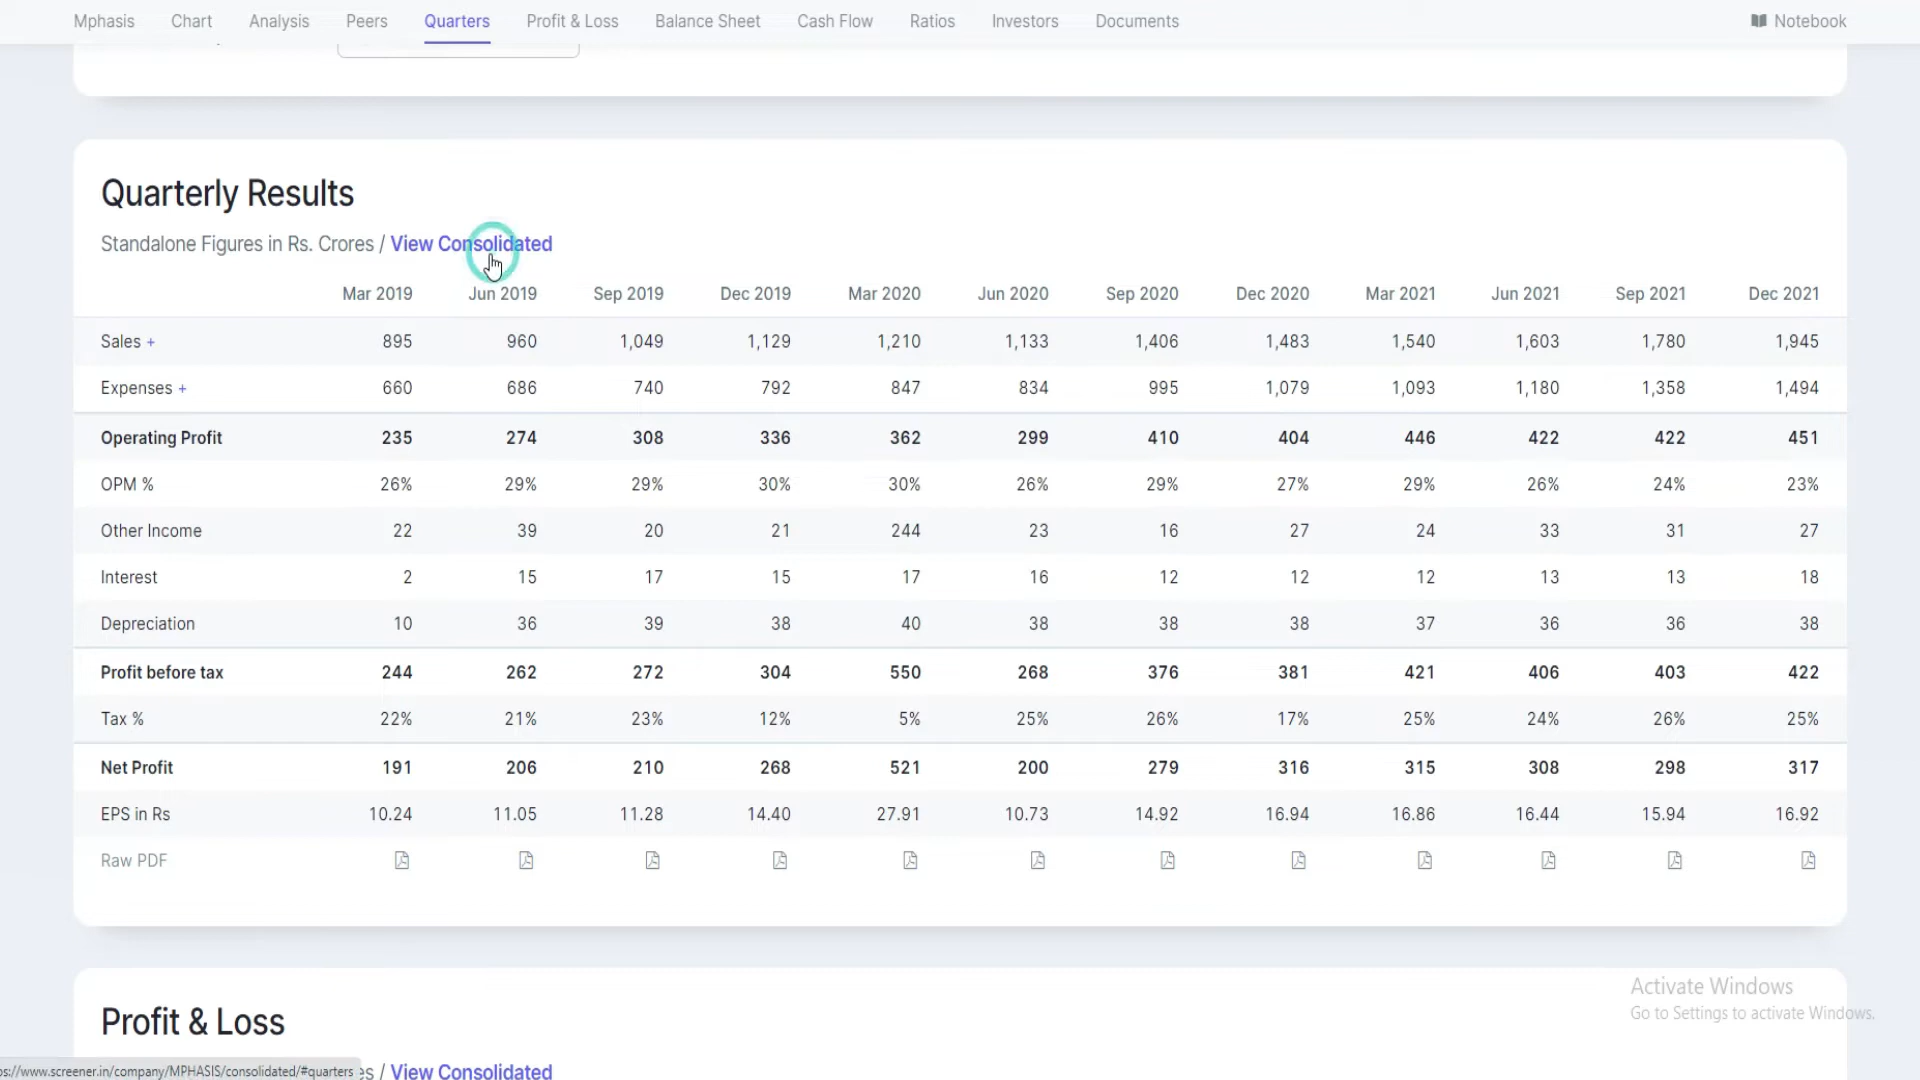 Mphasis Chart Analysis Peers Quarters Profit & Loss Balance Sheet Cash Flow Ratios Investors Documents Notebook
Quarterly Results
Standalone Figures in Rs. Crores / View Consolidated
Mar 2019 Jun 2019 Sep 2019 Dec 2019 Mar 2020 Jun 2020 Sep 2020 Dec 2020 Mar 2021 Jun 2021 Sep 2021 Dec 2021
Sales + 895 960 1,049 1,129 1,210 1,133 1,406 1,483 1,540 1,603 1,780 1,945
Expenses + 660 686 740 792 847 834 995 1,079 1,093 1,180 1,358 1,494
Operating Profit 235 274 308 336 362 299 410 404 446 422 422 451
OPM % 26% 29% 29% 30% 30% 26% 29% 27% 29% 26% 24% 23%
Other Income 22 39 20 21 244 23 16 27 24 33 31 27
Interest 2 15 17 15 17 16 12 12 12 13 13 18
Depreciation 10 36 39 38 40 38 38 38 37 36 36 38
Profit before tax 244 262 272 304 550 268 376 381 421 406 403 422
Tax % 22% 21% 23% 12% 5% 25% 26% 17% 25% 24% 26% 25%
Net Profit 191 206 210 268 521 200 279 316 315 308 298 317
EPS in Rs 10.24 11.05 11.28 14.40 27.91 10.73 14.92 16.94 16.86 16.44 15.94 16.92
Raw PDF
Activate Windows
Go to Settings to activate Windows.
Profit & Loss
ps://www.screener.in/company/MPHASIS/consolidated/#quarters es / View Consolidated